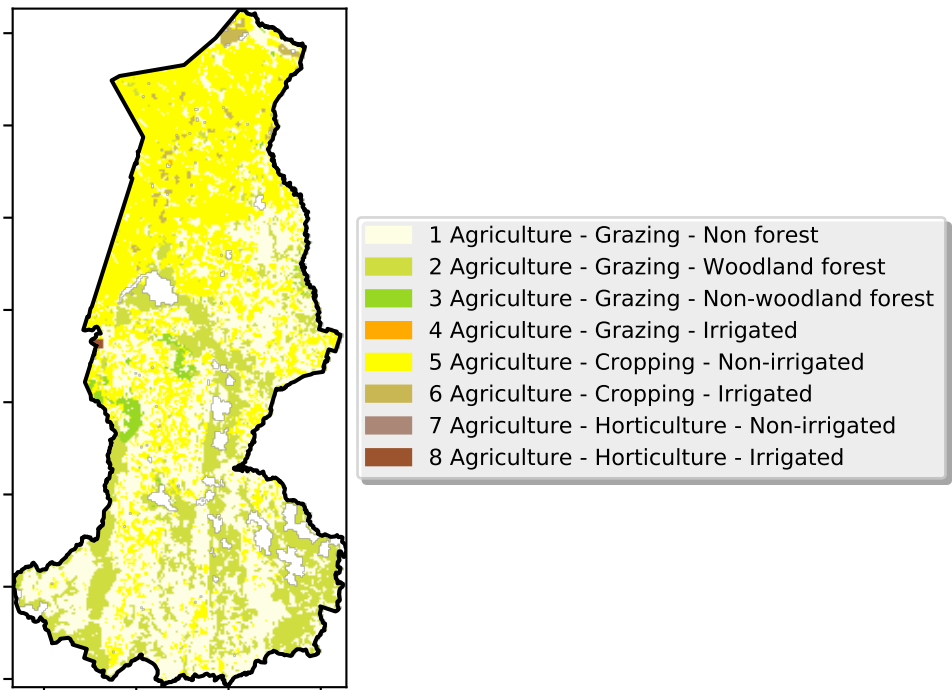 1 Agriculture - Grazing - Non forest
2 Agriculture - Grazing - Woodland forest
3 Agriculture - Grazing - Non-woodland forest
4 Agriculture - Grazing - Irrigated
5 Agriculture - Cropping - Non-irrigated
6 Agriculture - Cropping - Irrigated
7 Agriculture - Horticulture - Non-irrigated
8 Agriculture - Horticulture - Irrigated